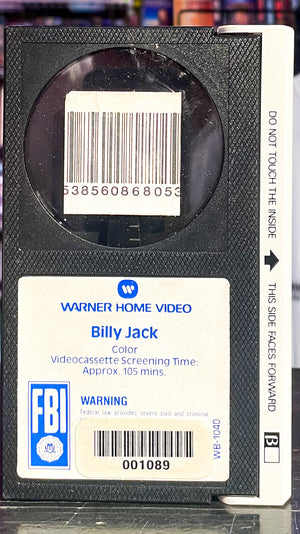 538560868053
W
WARNER HOME VIDEO
Billy Jack
Color
Videocassette Screening Time:
Approx. 105 mins.
FBI
WARNING
Federal law provides severe civil and criminal
001089
WB-1040
DO NOT TOUCH THE INSIDE
THIS SIDE FACES FORWARD
B